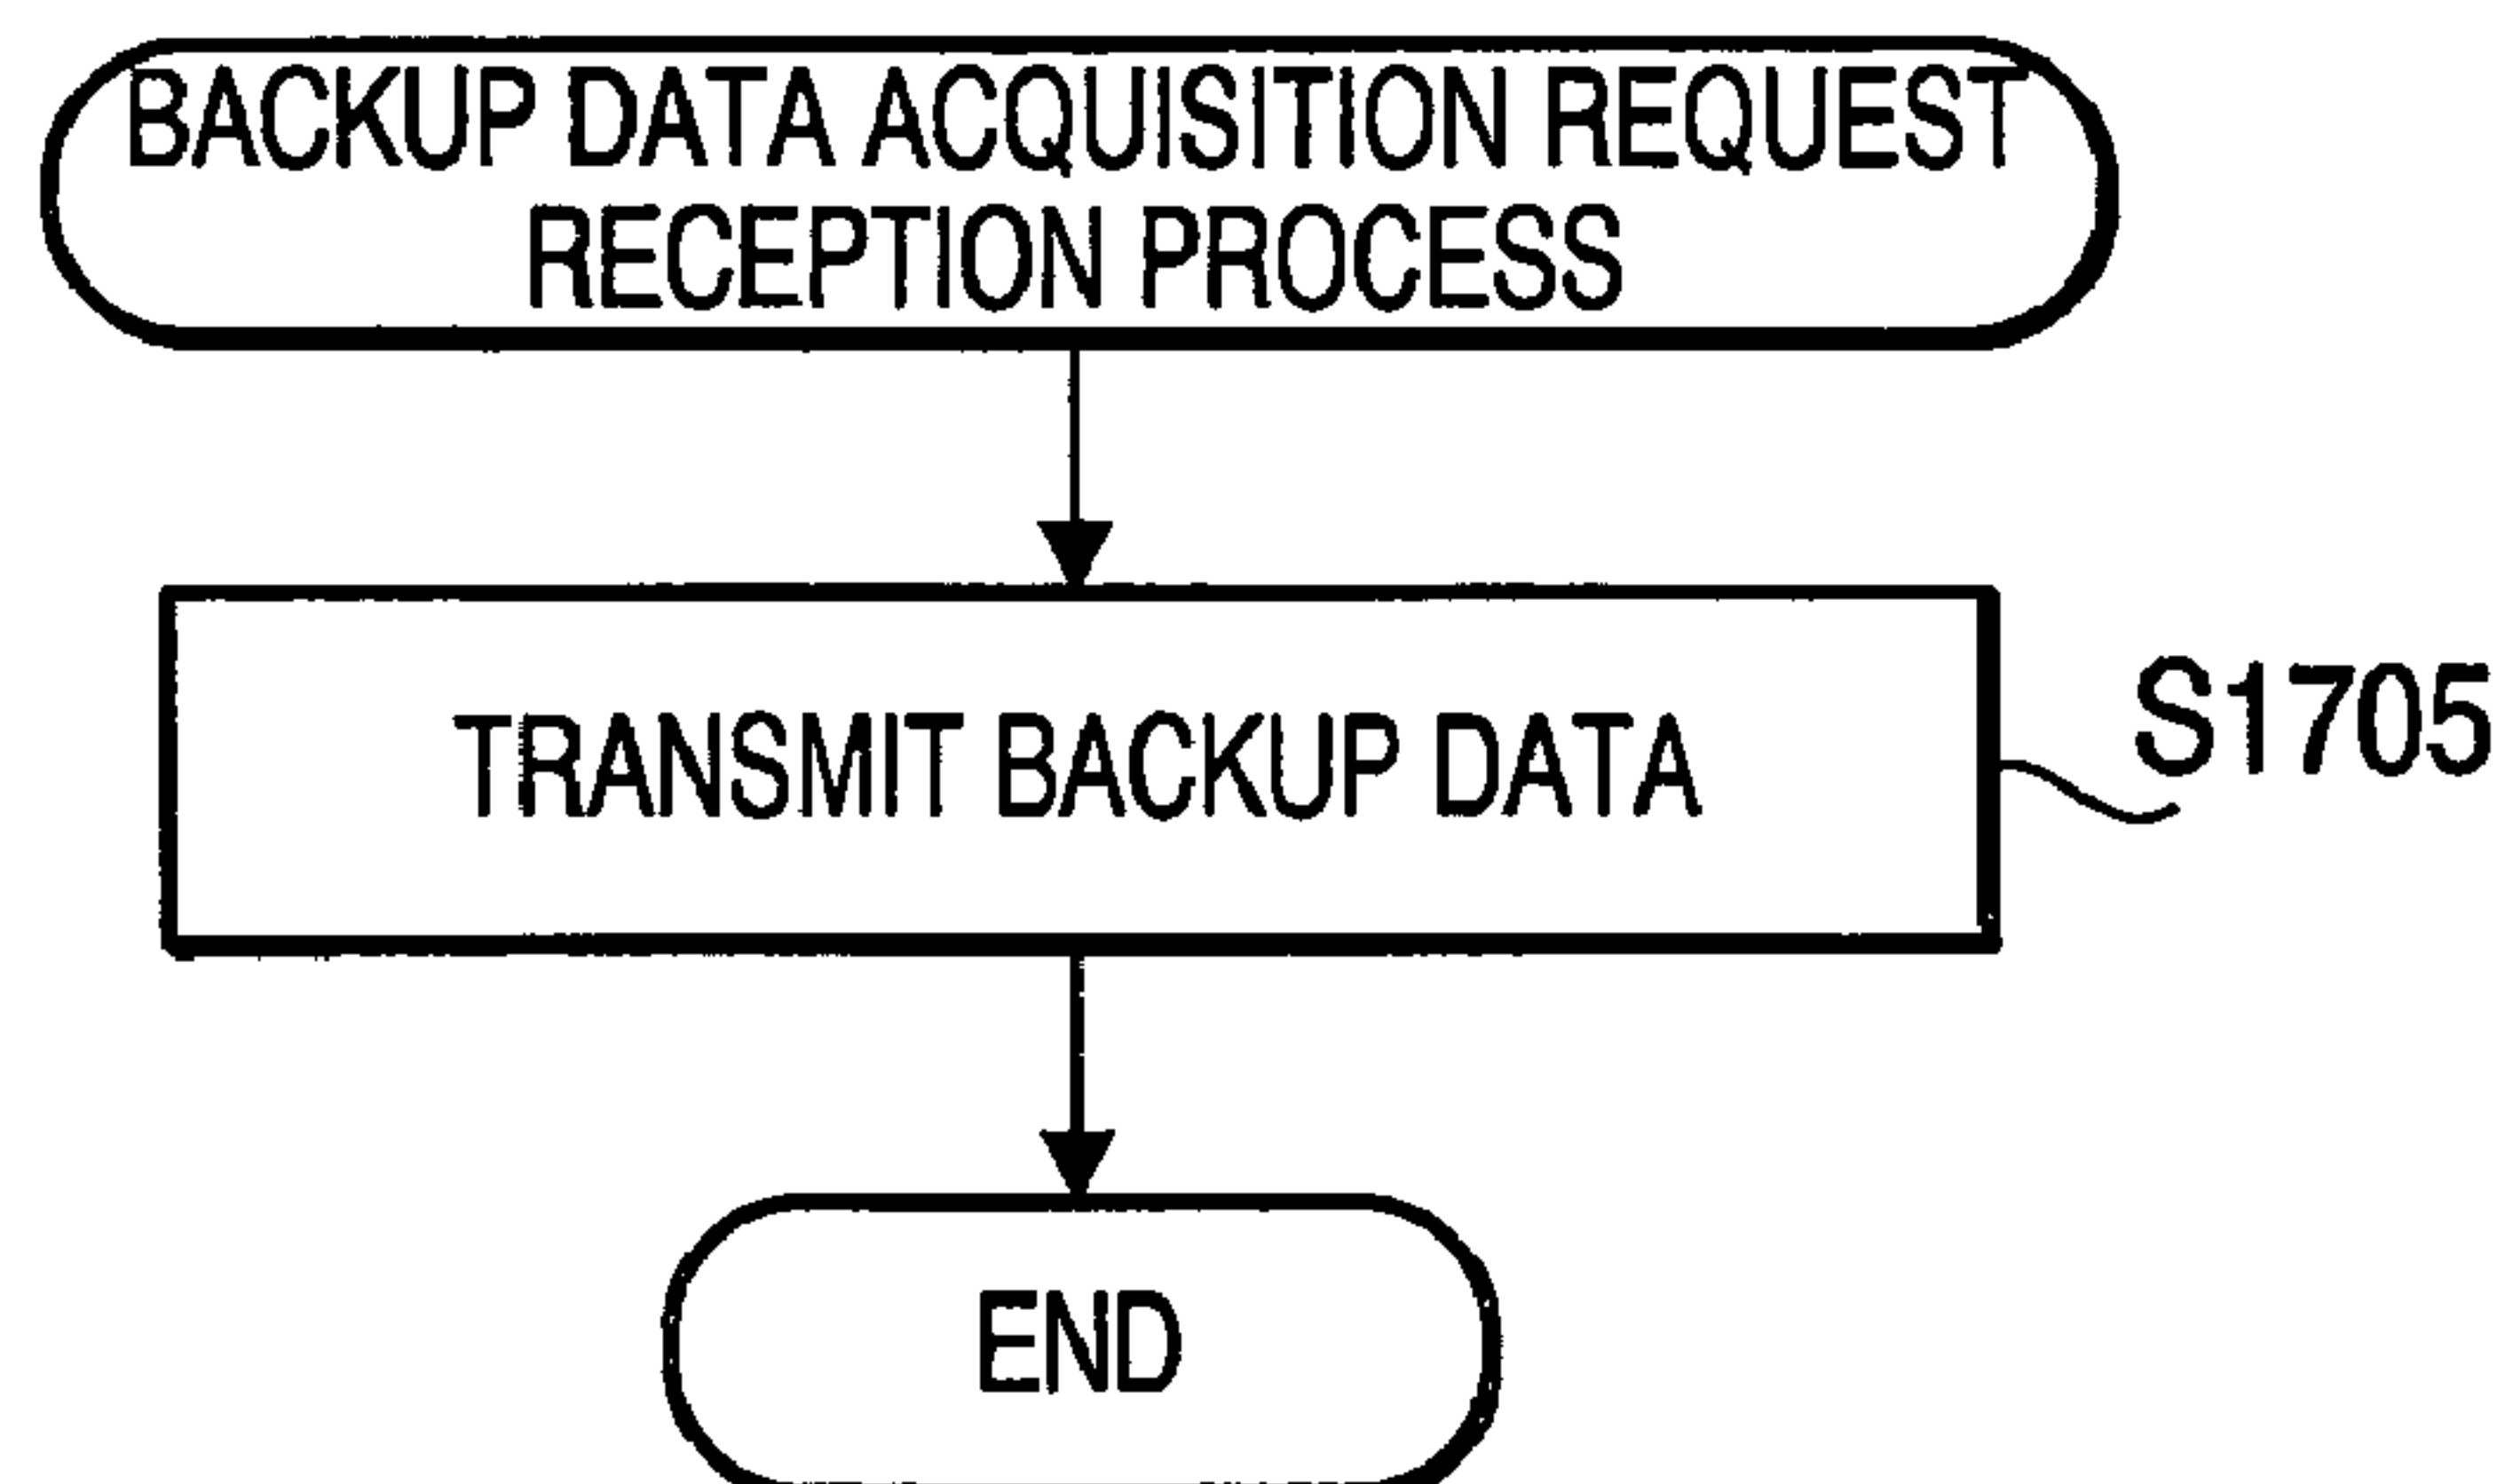 BACKUP DATA ACQUISITION REQUEST
RECEPTION PROCESS
TRANSMIT BACKUP DATA
S1705
END